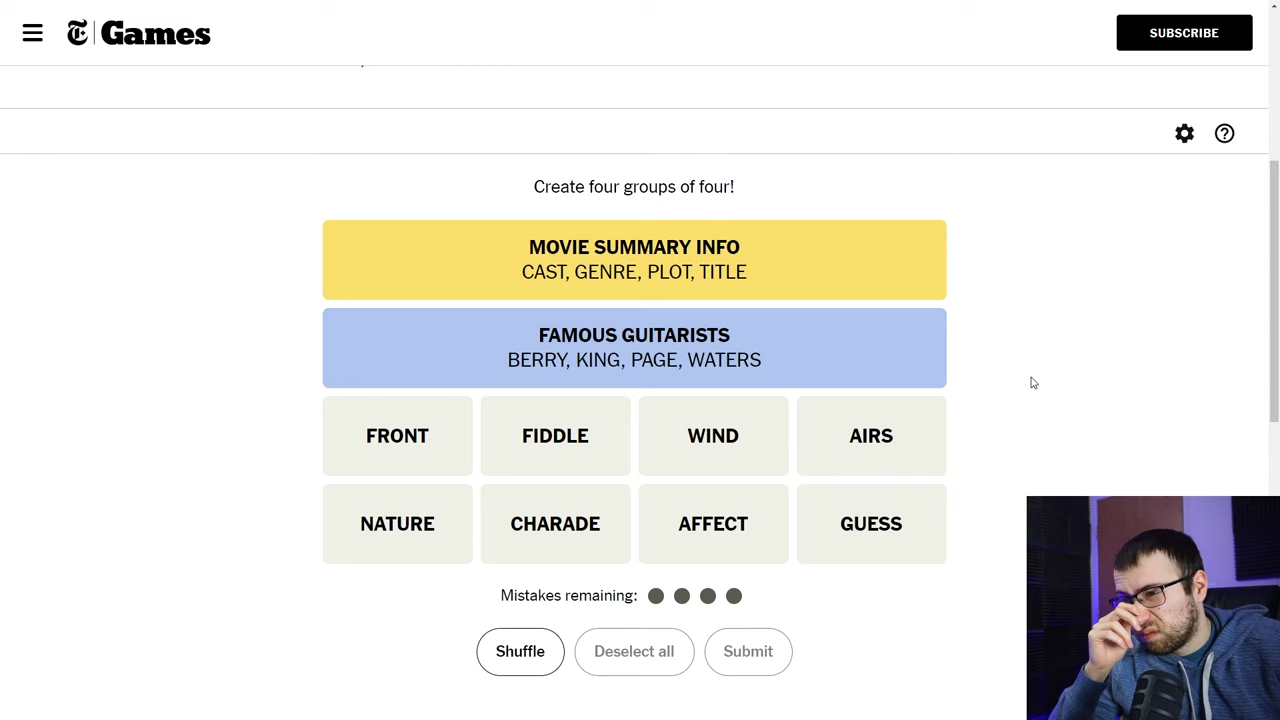 Games
SUBSCRIBE
Create four groups of four!
MOVIE SUMMARY INFO
CAST, GENRE, PLOT, TITLE
FAMOUS GUITARISTS
BERRY, KING, PAGE, WATERS
FRONT FIDDLE WIND AIRS
NATURE CHARADE AFFECT GUESS
Mistakes remaining:
Shuffle Deselect all Submit